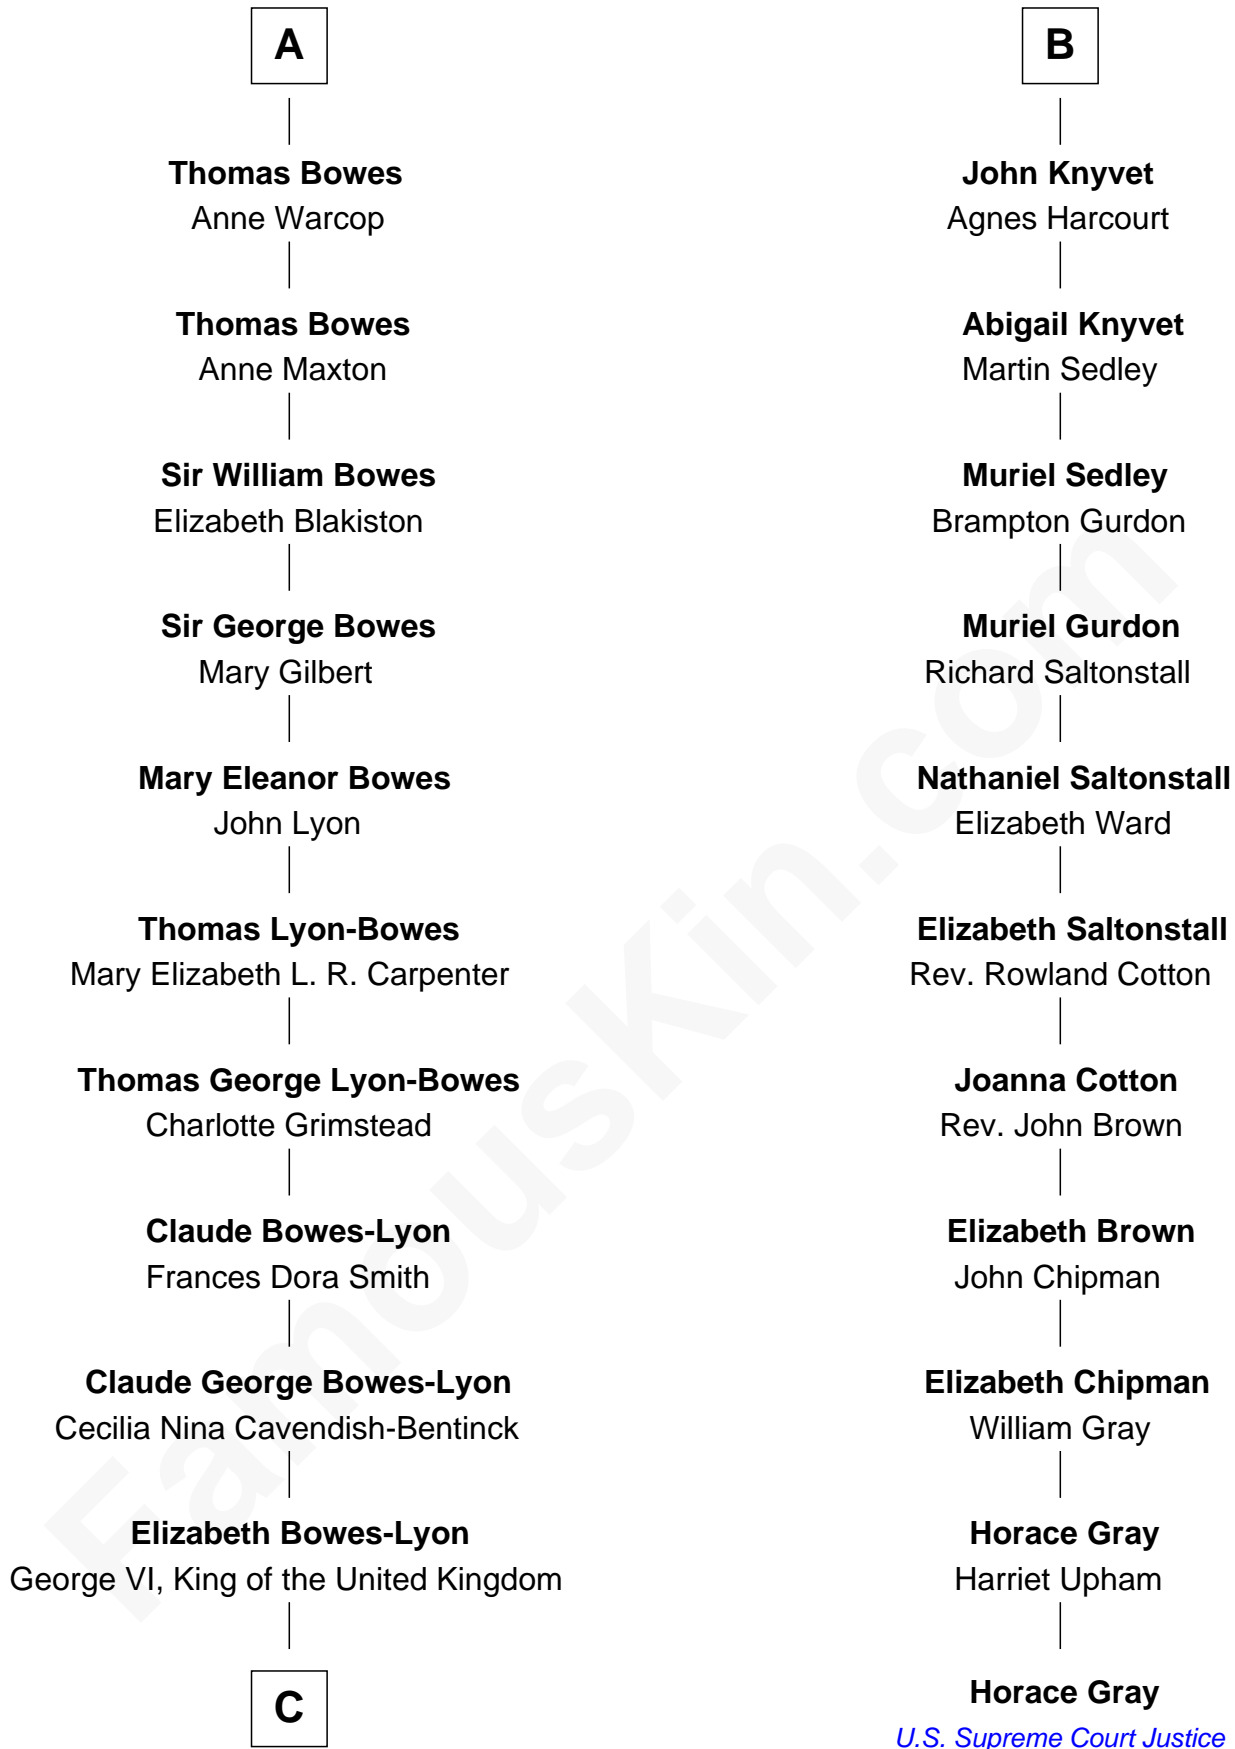 A
Thomas Bowes
Anne Warcop
Thomas Bowes
Anne Maxton
Sir William Bowes
Elizabeth Blakiston
Sir George Bowes
Mary Gilbert
Mary Eleanor Bowes
John Lyon
Thomas Lyon-Bowes
Mary Elizabeth L. R. Carpenter
Thomas George Lyon-Bowes
Charlotte Grimstead
Claude Bowes-Lyon
Frances Dora Smith
Claude George Bowes-Lyon
Cecilia Nina Cavendish-Bentinck
Elizabeth Bowes-Lyon
George VI, King of the United Kingdom
C
B
John Knyvet
Agnes Harcourt
Abigail Knyvet
Martin Sedley
Muriel Sedley
Brampton Gurdon
Muriel Gurdon
Richard Saltonstall
Nathaniel Saltonstall
Elizabeth Ward
Elizabeth Saltonstall
Rev. Rowland Cotton
Joanna Cotton
Rev. John Brown
Elizabeth Brown
John Chipman
Elizabeth Chipman
William Gray
Horace Gray
Harriet Upham
Horace Gray
U.S. Supreme Court Justice
FamousKin.com